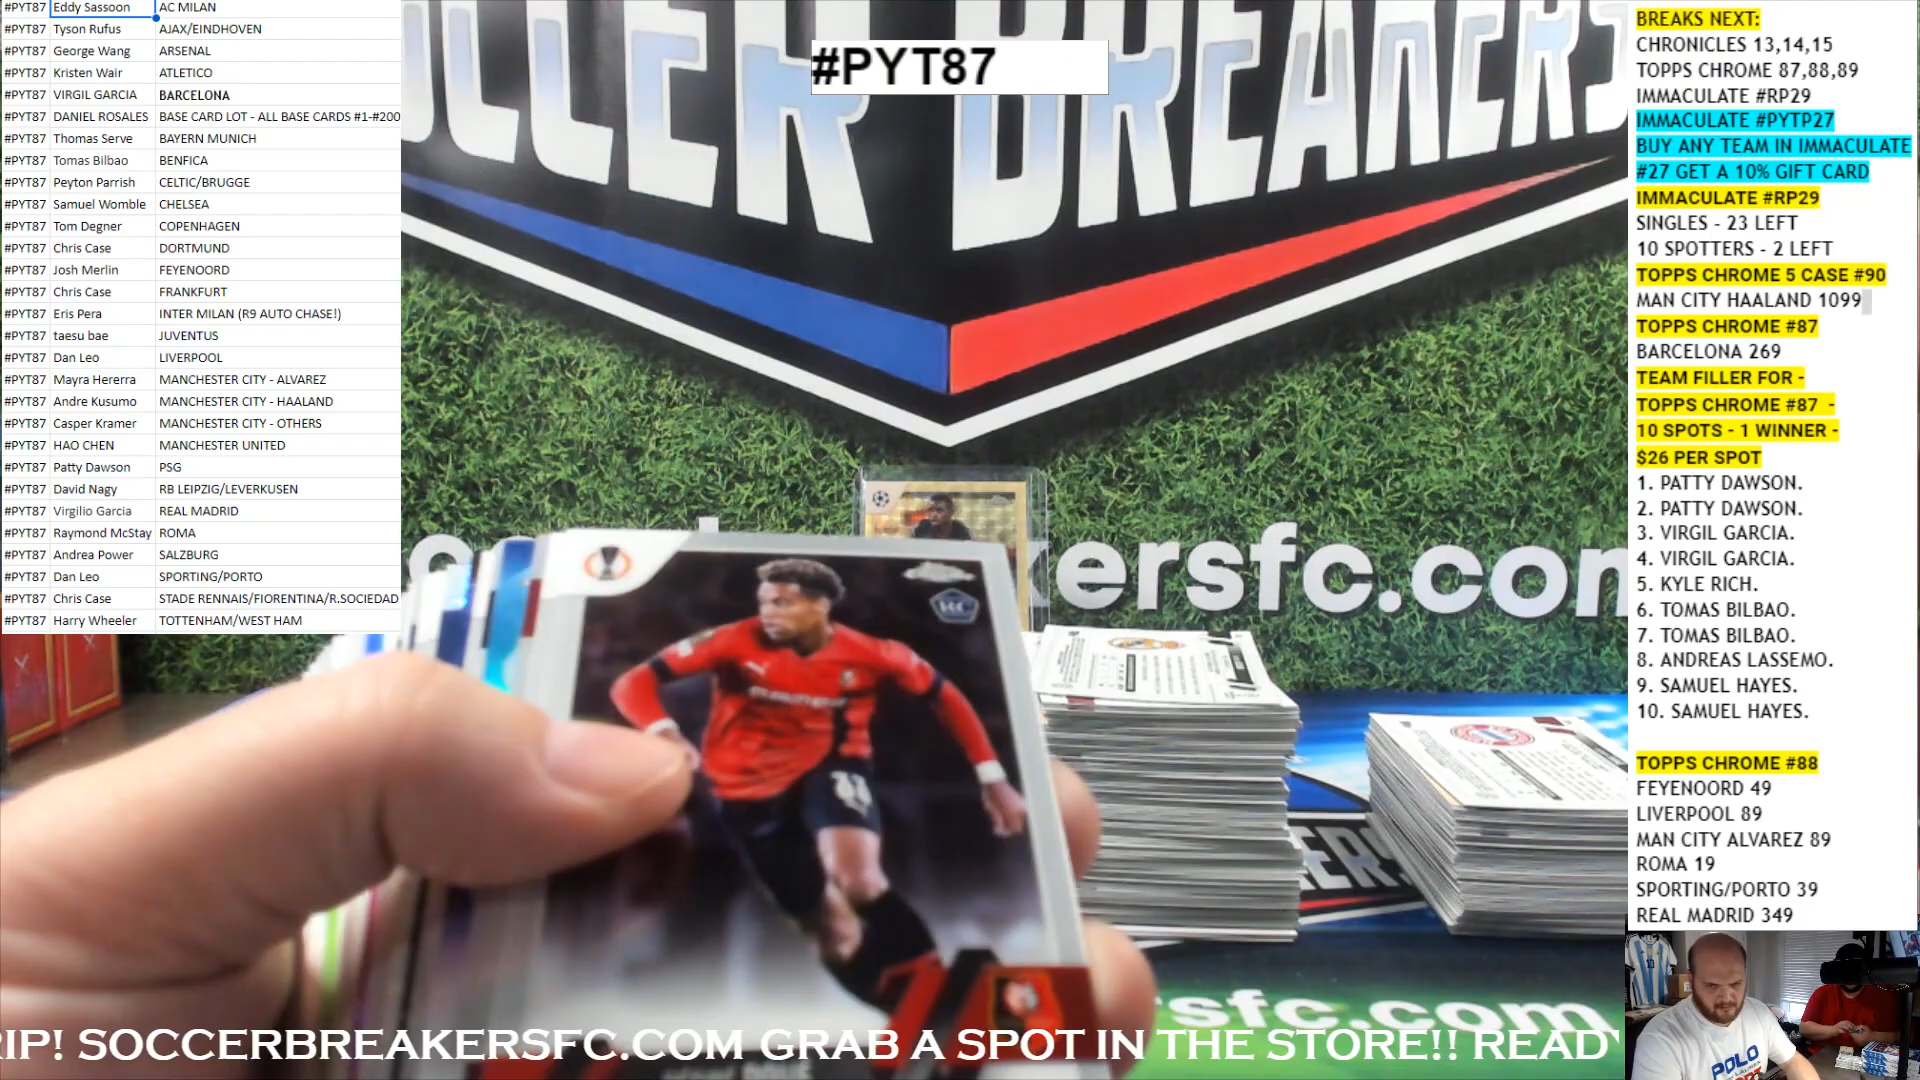 #PYT87 Eddy Sassoon AC MILAN
#PYT87 Tyson Rufus AJAX/EINDHOVEN
#PYT87 George Wang ARSENAL
#PYT87 Kristen Wair ATLETICO
#PYT87 VIRGIL GARCIA BARCELONA
#PYT87 DANIEL ROSALES BASE CARD LOT - ALL BASE CARDS #1-#200
#PYT87 Thomas Serve BAYERN MUNICH
#PYT87 Tomas Bilbao BENFICA
#PYT87 Peyton Parrish CELTIC/BRUGGE
#PYT87 Samuel Womble CHELSEA
#PYT87 Tom Degner COPENHAGEN
#PYT87 Chris Case DORTMUND
#PYT87 Josh Merlin FEYENOORD
#PYT87 Chris Case FRANKFURT
#PYT87 Eris Pera INTER MILAN (R9 AUTO CHASE!)
#PYT87 taesu bae JUVENTUS
#PYT87 Dan Leo LIVERPOOL
#PYT87 Mayra Hererra MANCHESTER CITY - ALVAREZ
#PYT87 Andre Kusumo MANCHESTER CITY - HAALAND
#PYT87 Casper Kramer MANCHESTER CITY - OTHERS
#PYT87 HAO CHEN MANCHESTER UNITED
#PYT87 Patty Dawson PSG
#PYT87 David Nagy RB LEIPZIG/LEVERKUSEN
#PYT87 Virgilio Garcia REAL MADRID
#PYT87 Raymond McStay ROMA
#PYT87 Andrea Power SALZBURG
#PYT87 Dan Leo SPORTING/PORTO
#PYT87 Chris Case STADE RENNAIS/FIORENTINA/R.SOCIEDAD
#PYT87 Harry Wheeler TOTTENHAM/WEST HAM
#PYT87
OCCER BREAKERS
kersfc.com
ERS
rsfc.com
RC
BREAKS NEXT:
CHRONICLES 13,14,15
TOPPS CHROME 87,88,89
IMMACULATE #RP29
IMMACULATE #PYTP27
BUY ANY TEAM IN IMMACULATE
#27 GET A 10% GIFT CARD
IMMACULATE #RP29
SINGLES - 23 LEFT
10 SPOTTERS - 2 LEFT
TOPPS CHROME 5 CASE #90
MAN CITY HAALAND 1099
TOPPS CHROME #87
BARCELONA 269
TEAM FILLER FOR -
TOPPS CHROME #87 -
10 SPOTS - 1 WINNER -
$26 PER SPOT
1. PATTY DAWSON.
2. PATTY DAWSON.
3. VIRGIL GARCIA.
4. VIRGIL GARCIA.
5. KYLE RICH.
6. TOMAS BILBAO.
7. TOMAS BILBAO.
8. ANDREAS LASSEMO.
9. SAMUEL HAYES.
10. SAMUEL HAYES.
TOPPS CHROME #88
FEYENOORD 49
LIVERPOOL 89
MAN CITY ALVAREZ 89
ROMA 19
SPORTING/PORTO 39
REAL MADRID 349
POLO
RIP! SOCCERBREAKERSFC.COM GRAB A SPOT IN THE STORE!! READY